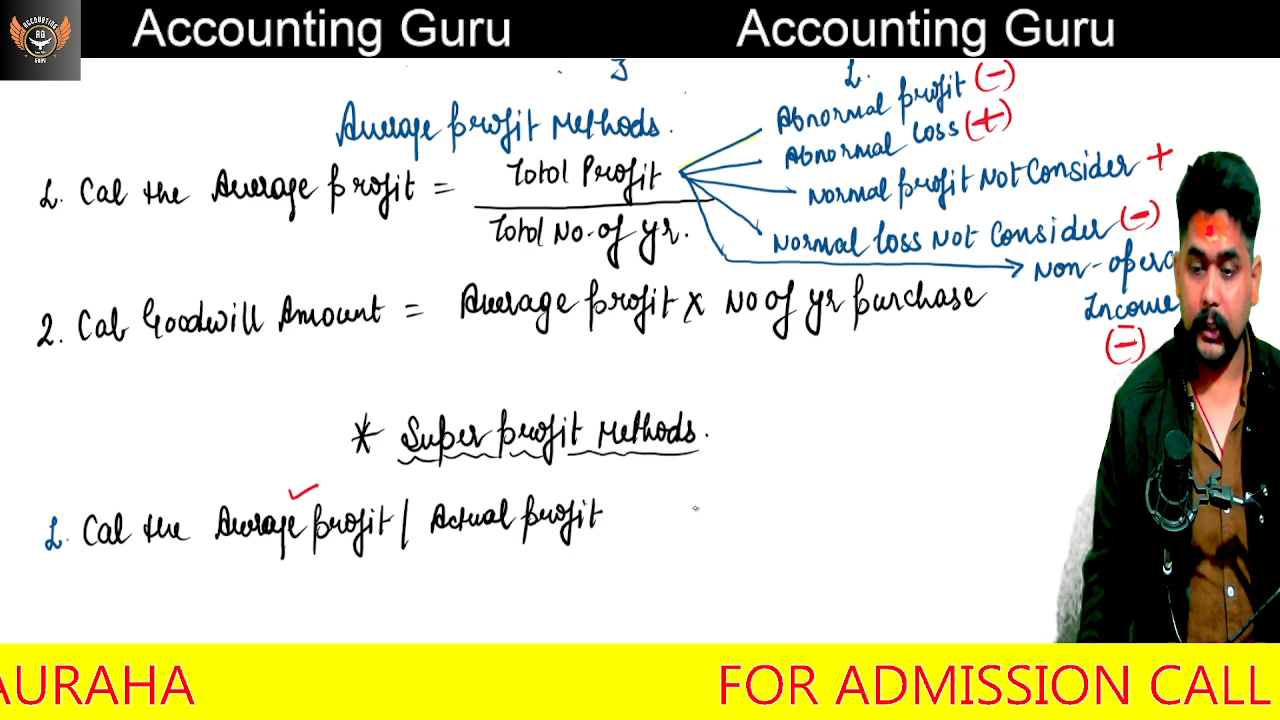 Accounting Guru
Accounting Guru
ACCOUNTING
AG
GURU
Average profit Methods.
1. Cal the Average profit = Total Profit
Total No. of yr.
Abnormal profit (-)
Abnormal loss (+)
Normal profit Not Consider +
Normal loss Not Consider (-)
Non-opera
Income
(-)
2. Cal Goodwill Amount = Average profit x No of yr purchase
* Super profit Methods.
1. Cal the Average profit / Actual profit
AURAHA
FOR ADMISSION CALL